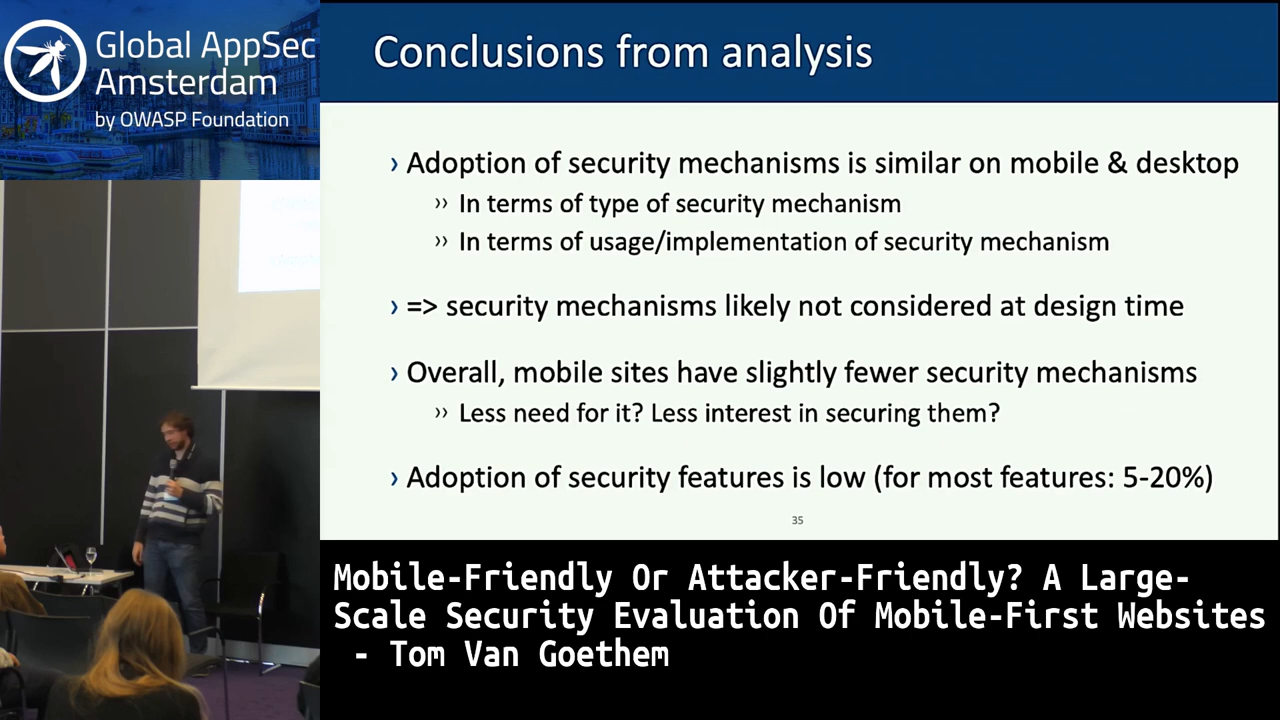 Global AppSec
Amsterdam
by OWASP Foundation
Conclusions from analysis
› Adoption of security mechanisms is similar on mobile & desktop
›› In terms of type of security mechanism
›› In terms of usage/implementation of security mechanism
› => security mechanisms likely not considered at design time
› Overall, mobile sites have slightly fewer security mechanisms
›› Less need for it? Less interest in securing them?
› Adoption of security features is low (for most features: 5-20%)
35
Mobile-Friendly Or Attacker-Friendly? A Large-
Scale Security Evaluation Of Mobile-First Websites
- Tom Van Goethem